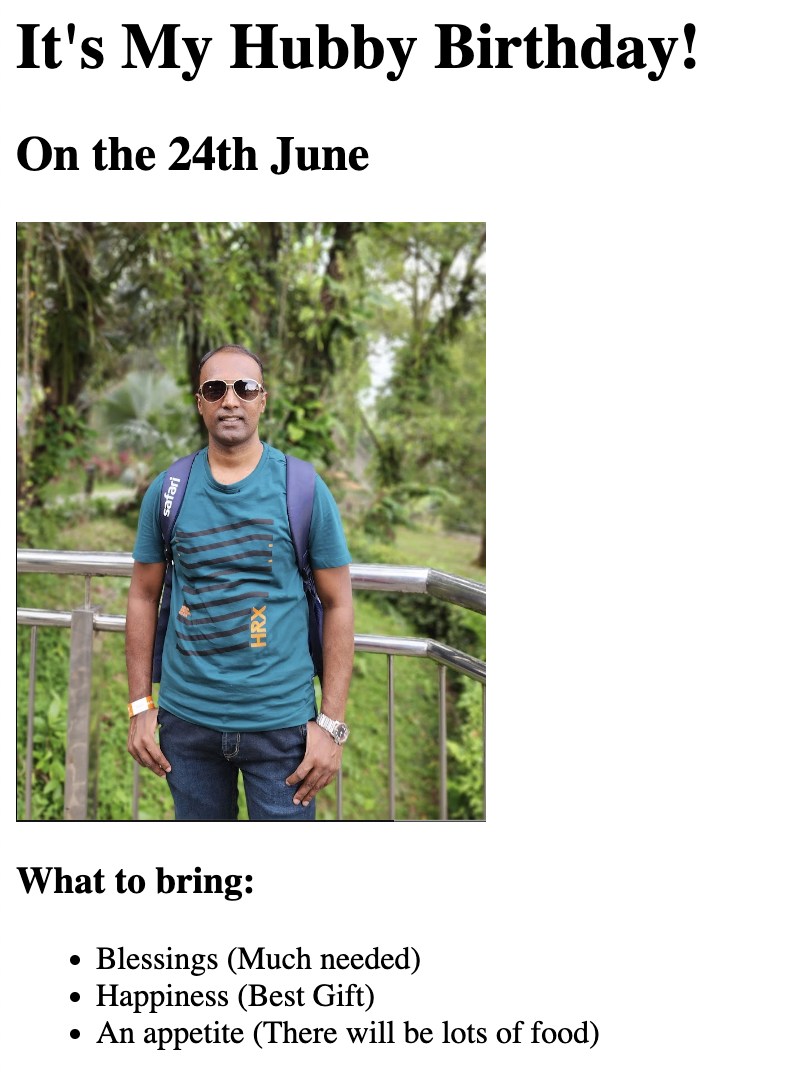 It's My Hubby Birthday!
On the 24th June
safari
HRX
What to bring:
Blessings (Much needed)
Happiness (Best Gift)
An appetite (There will be lots of food)